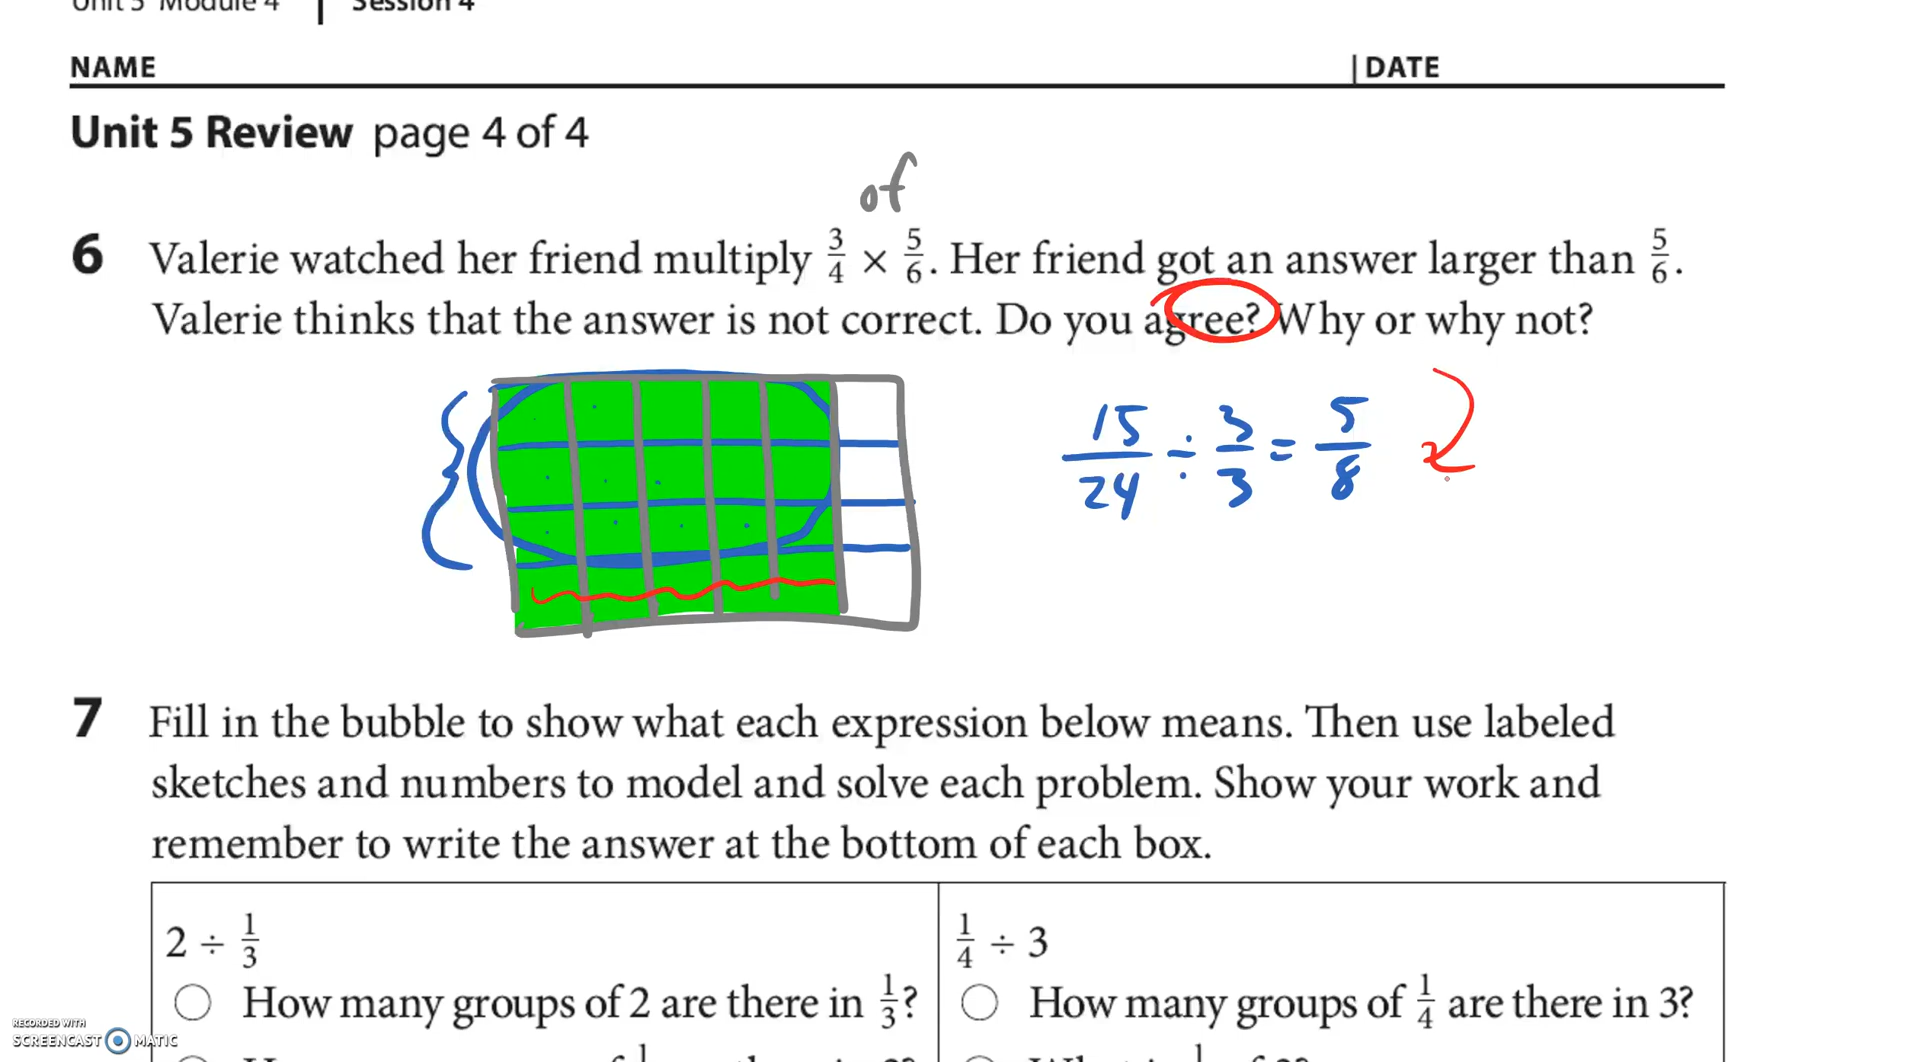 Unit 5 Module 4 | Session 4
NAME | DATE
Unit 5 Review page 4 of 4
of
6 Valerie watched her friend multiply 3/4 × 5/6. Her friend got an answer larger than 5/6.
Valerie thinks that the answer is not correct. Do you agree? Why or why not?
15/24 ÷ 3/3 = 5/8
7 Fill in the bubble to show what each expression below means. Then use labeled
sketches and numbers to model and solve each problem. Show your work and
remember to write the answer at the bottom of each box.
2 ÷ 1/3
How many groups of 2 are there in 1/3?
1/4 ÷ 3
How many groups of 1/4 are there in 3?
RECORDED WITH
SCREENCAST MATIC